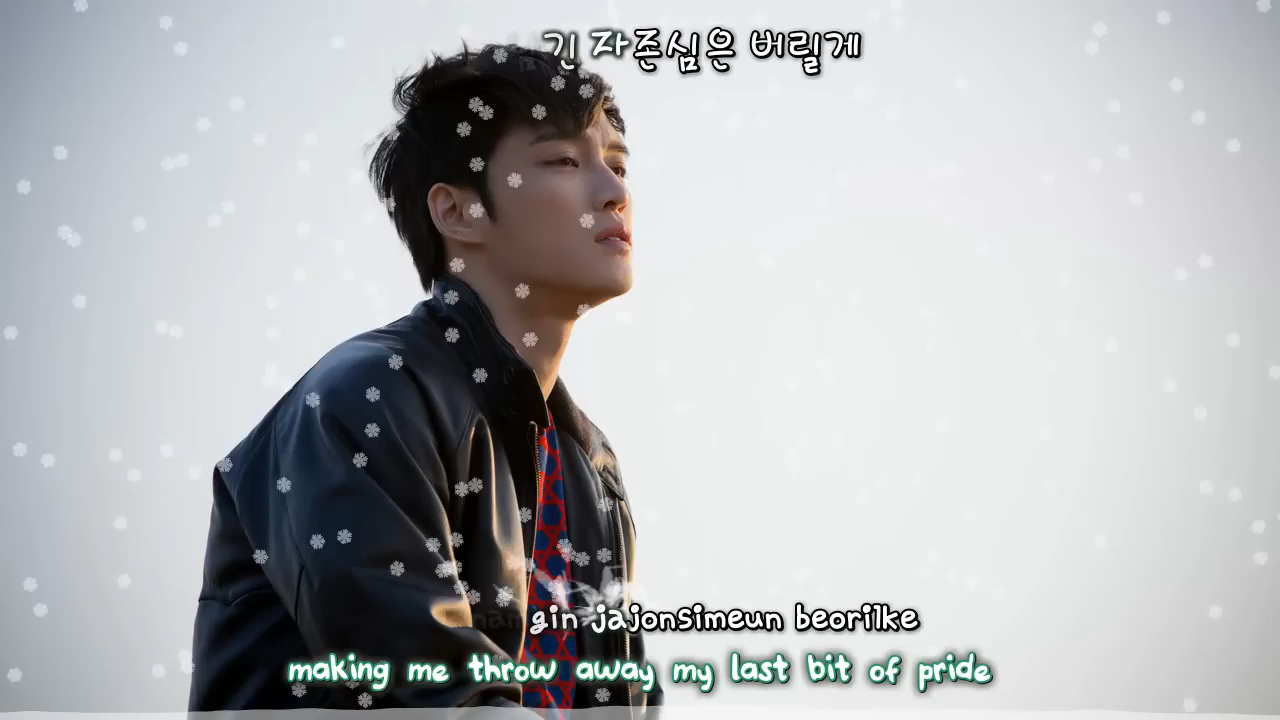 긴 자존심은 버릴게
gin jajonsimeun beorilke
making me throw away my last bit of pride